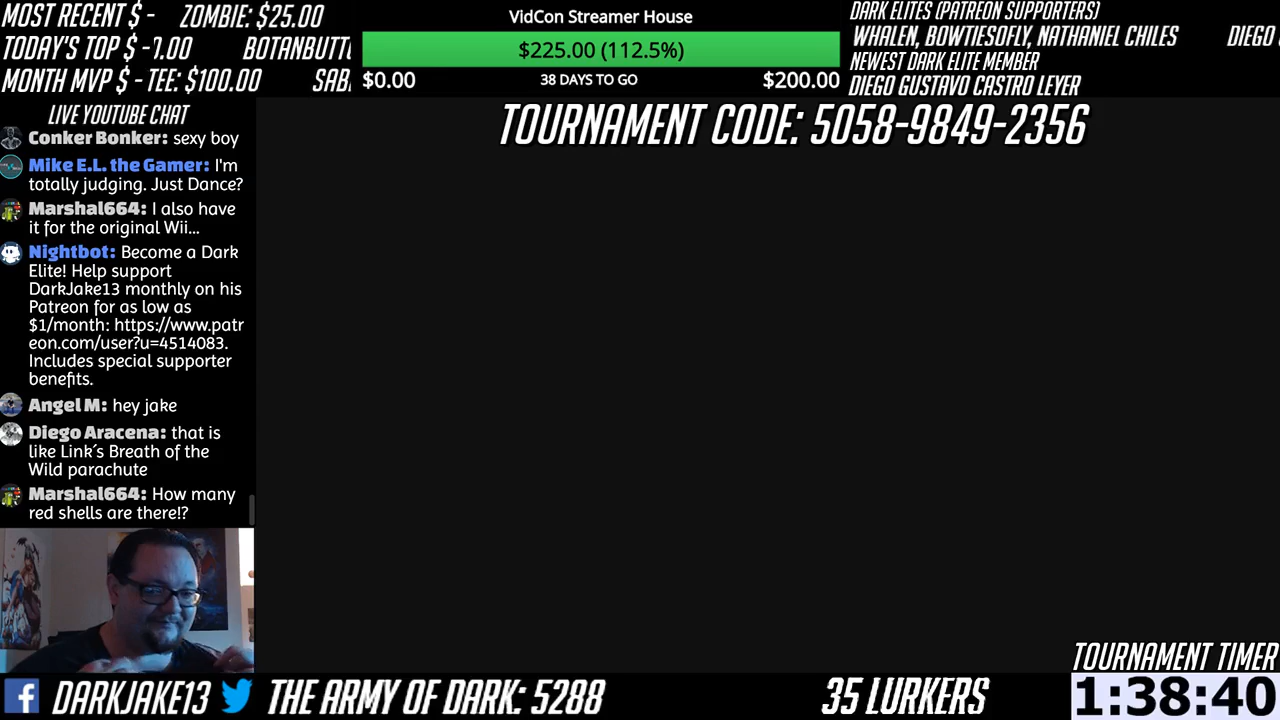 MOST RECENT $ - ZOMBIE: $25.00
TODAY'S TOP $ -1.00 BOTANBUTT
MONTH MVP $ - TEE: $100.00 SAB
VidCon Streamer House
$225.00 (112.5%)
$0.00 38 DAYS TO GO $200.00
DARK ELITES (PATREON SUPPORTERS)
WHALEN, BOWTIESOFLY, NATHANIEL CHILES DIEGO
NEWEST DARK ELITE MEMBER
DIEGO GUSTAVO CASTRO LEYER
LIVE YOUTUBE CHAT
Conker Bonker: sexy boy
Mike E.L. the Gamer: I'm
totally judging. Just Dance?
Marshal664: I also have
it for the original Wii...
Nightbot: Become a Dark
Elite! Help support
DarkJake13 monthly on his
Patreon for as low as
$1/month: https://www.patr
eon.com/user?u=4514083.
Includes special supporter
benefits.
Angel M: hey jake
Diego Aracena: that is
like Link´s Breath of the
Wild parachute
Marshal664: How many
red shells are there!?
TOURNAMENT CODE: 5058-9849-2356
TOURNAMENT TIMER
1:38:40
DARKJAKE13 THE ARMY OF DARK: 5288 35 LURKERS